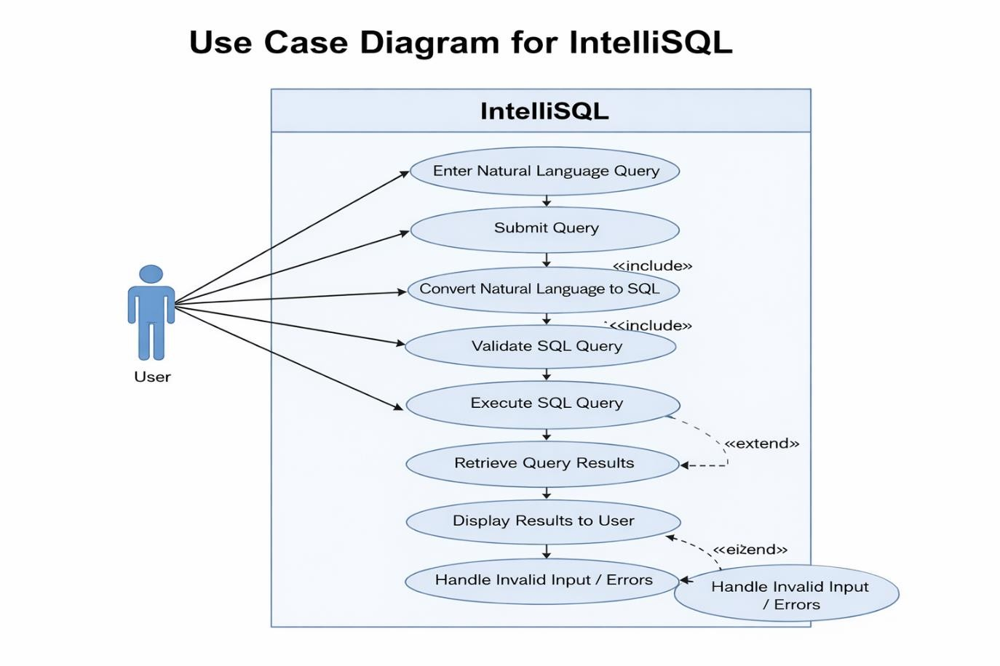 Use Case Diagram for IntelliSQL
IntelliSQL
Enter Natural Language Query
Submit Query
«include»
Convert Natural Language to SQL
<<include»
Validate SQL Query
Execute SQL Query
«extend»
Retrieve Query Results
Display Results to User
«eizend»
Handle Invalid Input / Errors
Handle Invalid Input
/ Errors
User